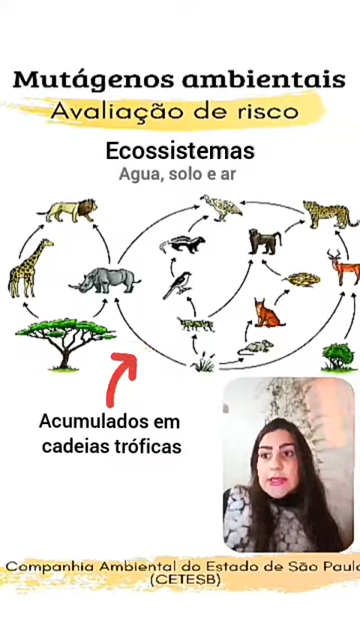 Mutágenos ambientais
Avaliação de risco
Ecossistemas
Agua, solo e ar
Acumulados em
cadeias tróficas
Companhia Ambiental do Estado de São Paulo
(CETESB)